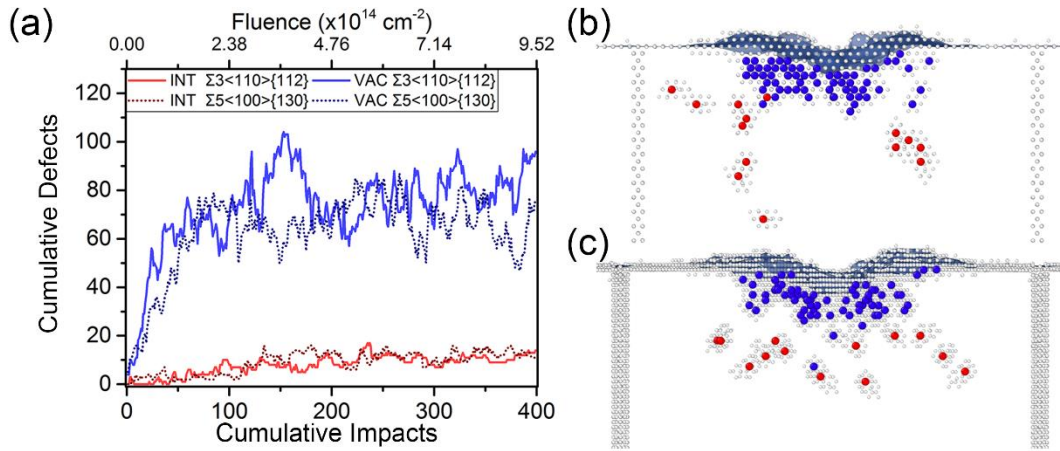 (a)
Fluence (x10¹⁴ cm⁻²)
0.00 2.38 4.76 7.14 9.52
INT Σ3<110>{112} VAC Σ3<110>{112}
INT Σ5<100>{130} VAC Σ5<100>{130}
Cumulative Defects
120
100
80
60
40
20
0
0 100 200 300 400
Cumulative Impacts
(b)
(c)